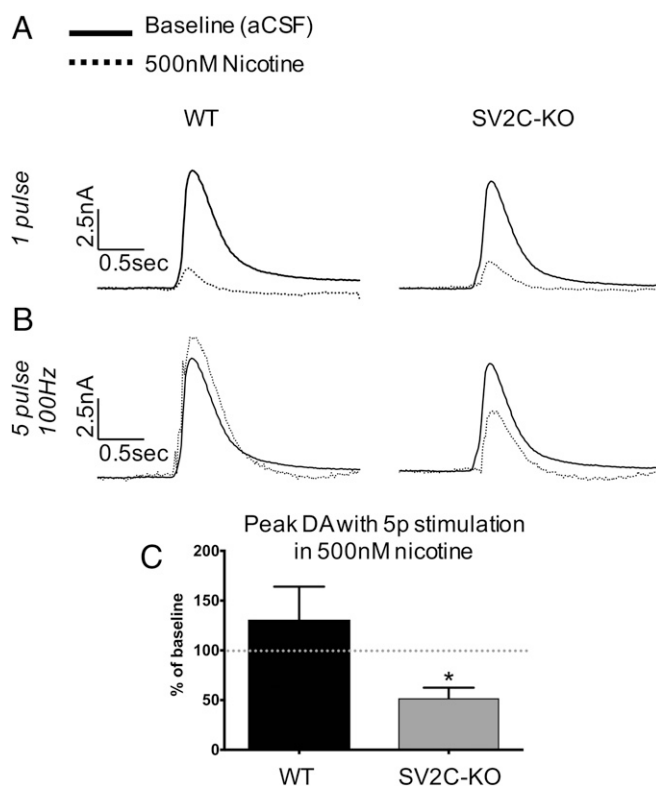 A
Baseline (aCSF)
500nM Nicotine
WT
SV2C-KO
1 pulse
2.5nA
0.5sec
B
5 pulse
100Hz
2.5nA
0.5sec
C
Peak DA with 5p stimulation
in 500nM nicotine
% of baseline
200
150
100
50
0
*
WT
SV2C-KO